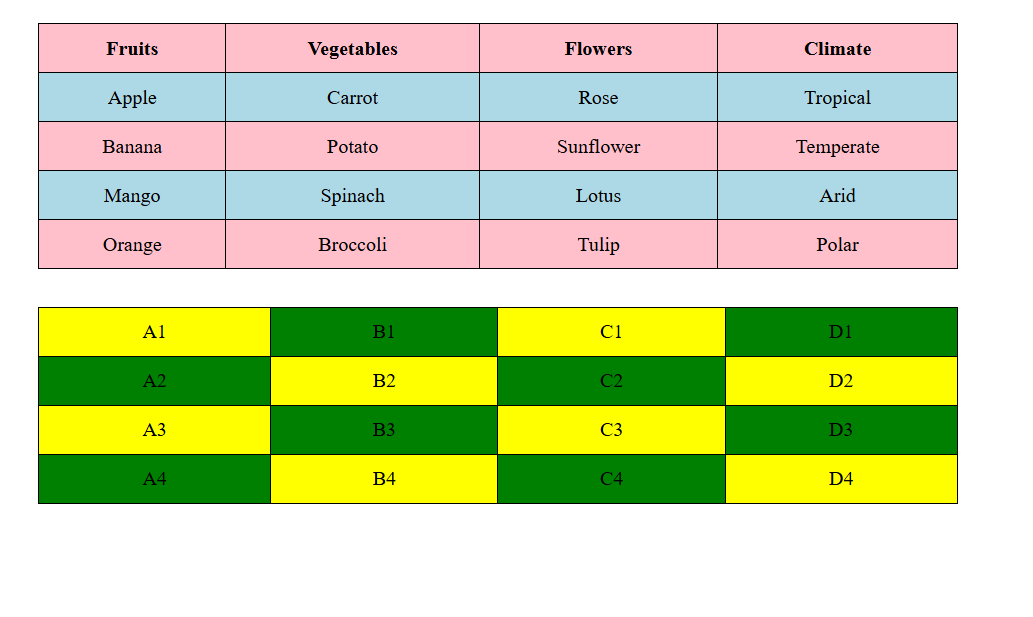 Fruits Vegetables Flowers Climate
Apple Carrot Rose Tropical
Banana Potato Sunflower Temperate
Mango Spinach Lotus Arid
Orange Broccoli Tulip Polar
A1 B1 C1 D1
A2 B2 C2 D2
A3 B3 C3 D3
A4 B4 C4 D4